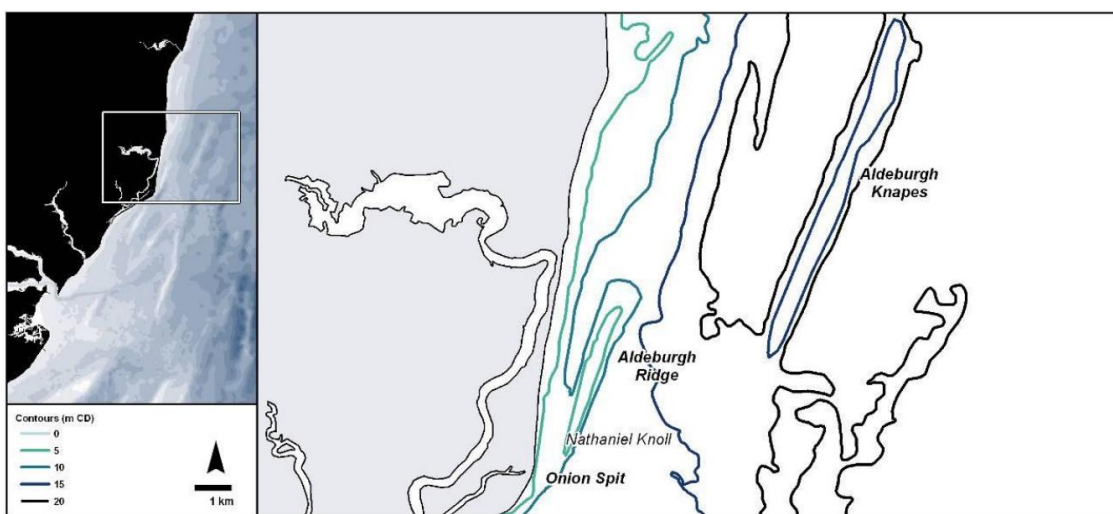 Aldeburgh
Knapes
Aldeburgh
Ridge
Nathaniel Knoll
Onion Spit
Contours (m CD)
0
5
10
15
20
1 km